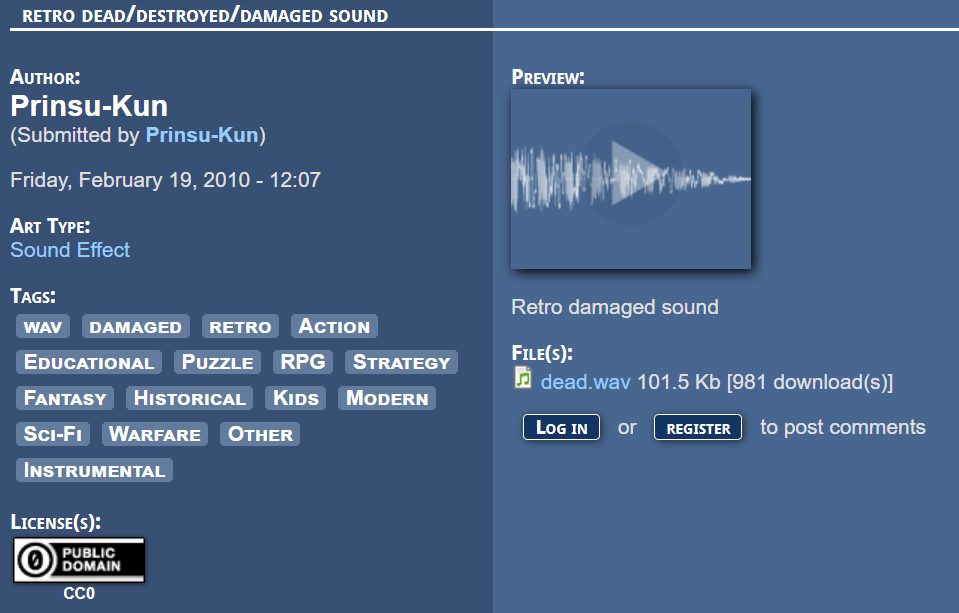 RETRO DEAD/DESTROYED/DAMAGED SOUND
Author:
Prinsu-Kun
(Submitted by Prinsu-Kun)
Friday, February 19, 2010 - 12:07
Art Type:
Sound Effect
Tags:
WAV DAMAGED RETRO Action
Educational Puzzle RPG Strategy
Fantasy Historical Kids Modern
Sci-Fi Warfare Other
Instrumental
License(s):
PUBLIC
DOMAIN
CC0
Preview:
Retro damaged sound
File(s):
dead.wav 101.5 Kb [981 download(s)]
Log in or REGISTER to post comments